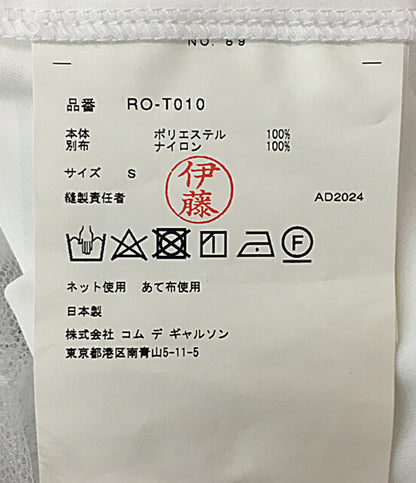 NO. 69
品番 RO-T010
本体 ポリエステル 100%
別布 ナイロン 100%
サイズ S
縫製責任者 伊藤 AD2024
F
ネット使用 あて布使用
日本製
株式会社 コム デ ギャルソン
東京都港区南青山5-11-5